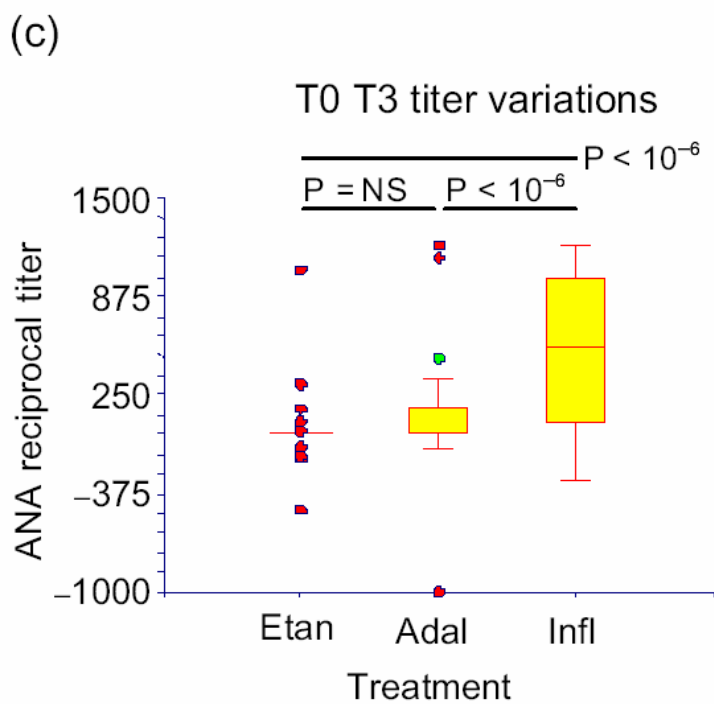 (c)
T0 T3 titer variations
P < 10⁻⁶
P = NS P < 10⁻⁶
1500
875
250
−375
−1000
ANA reciprocal titer
Etan Adal Infl
Treatment